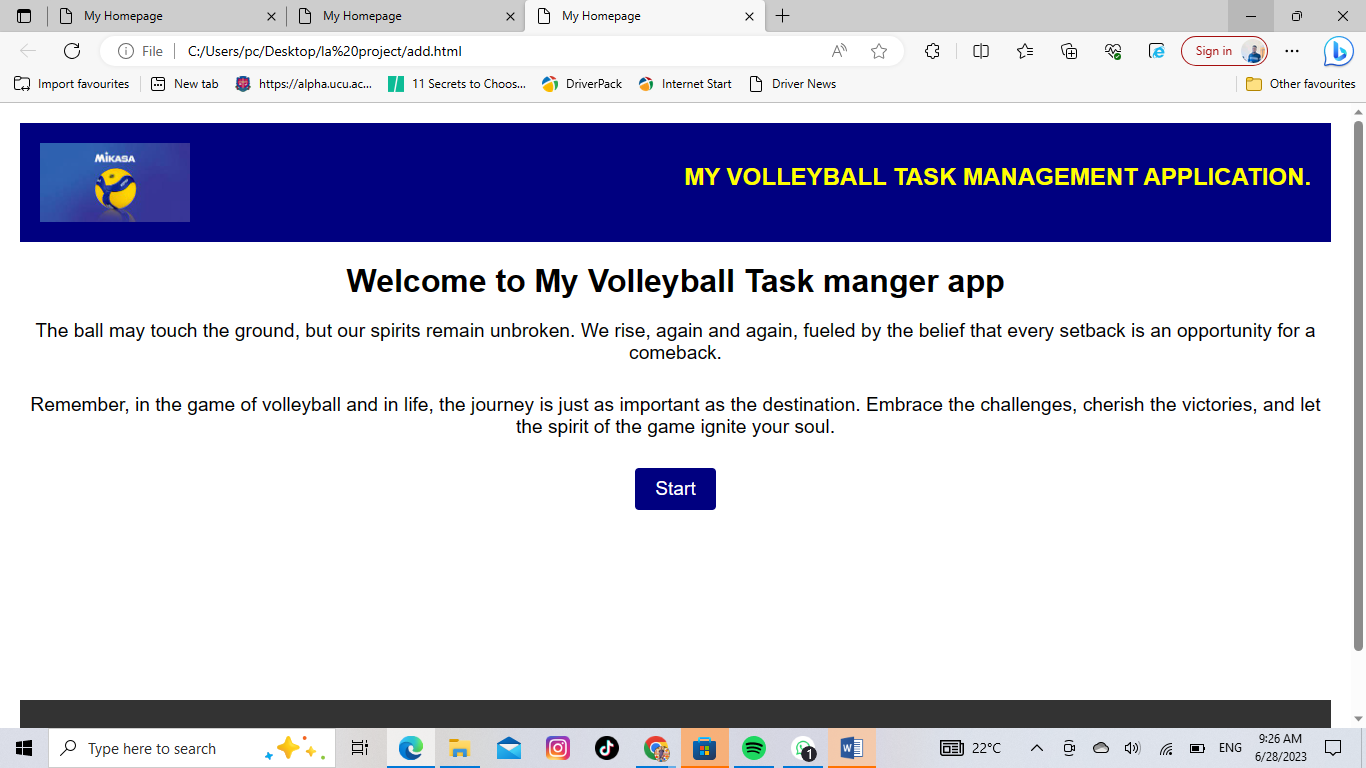 My Homepage
My Homepage
My Homepage
File
C:/Users/pc/Desktop/la%20project/add.html
Sign in
Import favourites
New tab
https://alpha.ucu.ac...
11 Secrets to Choos...
DriverPack
Internet Start
Driver News
Other favourites
MIKASA
MY VOLLEYBALL TASK MANAGEMENT APPLICATION.
Welcome to My Volleyball Task manger app
The ball may touch the ground, but our spirits remain unbroken. We rise, again and again, fueled by the belief that every setback is an opportunity for a
comeback.
Remember, in the game of volleyball and in life, the journey is just as important as the destination. Embrace the challenges, cherish the victories, and let
the spirit of the game ignite your soul.
Start
Type here to search
1
22°C
ENG
9:26 AM
6/28/2023